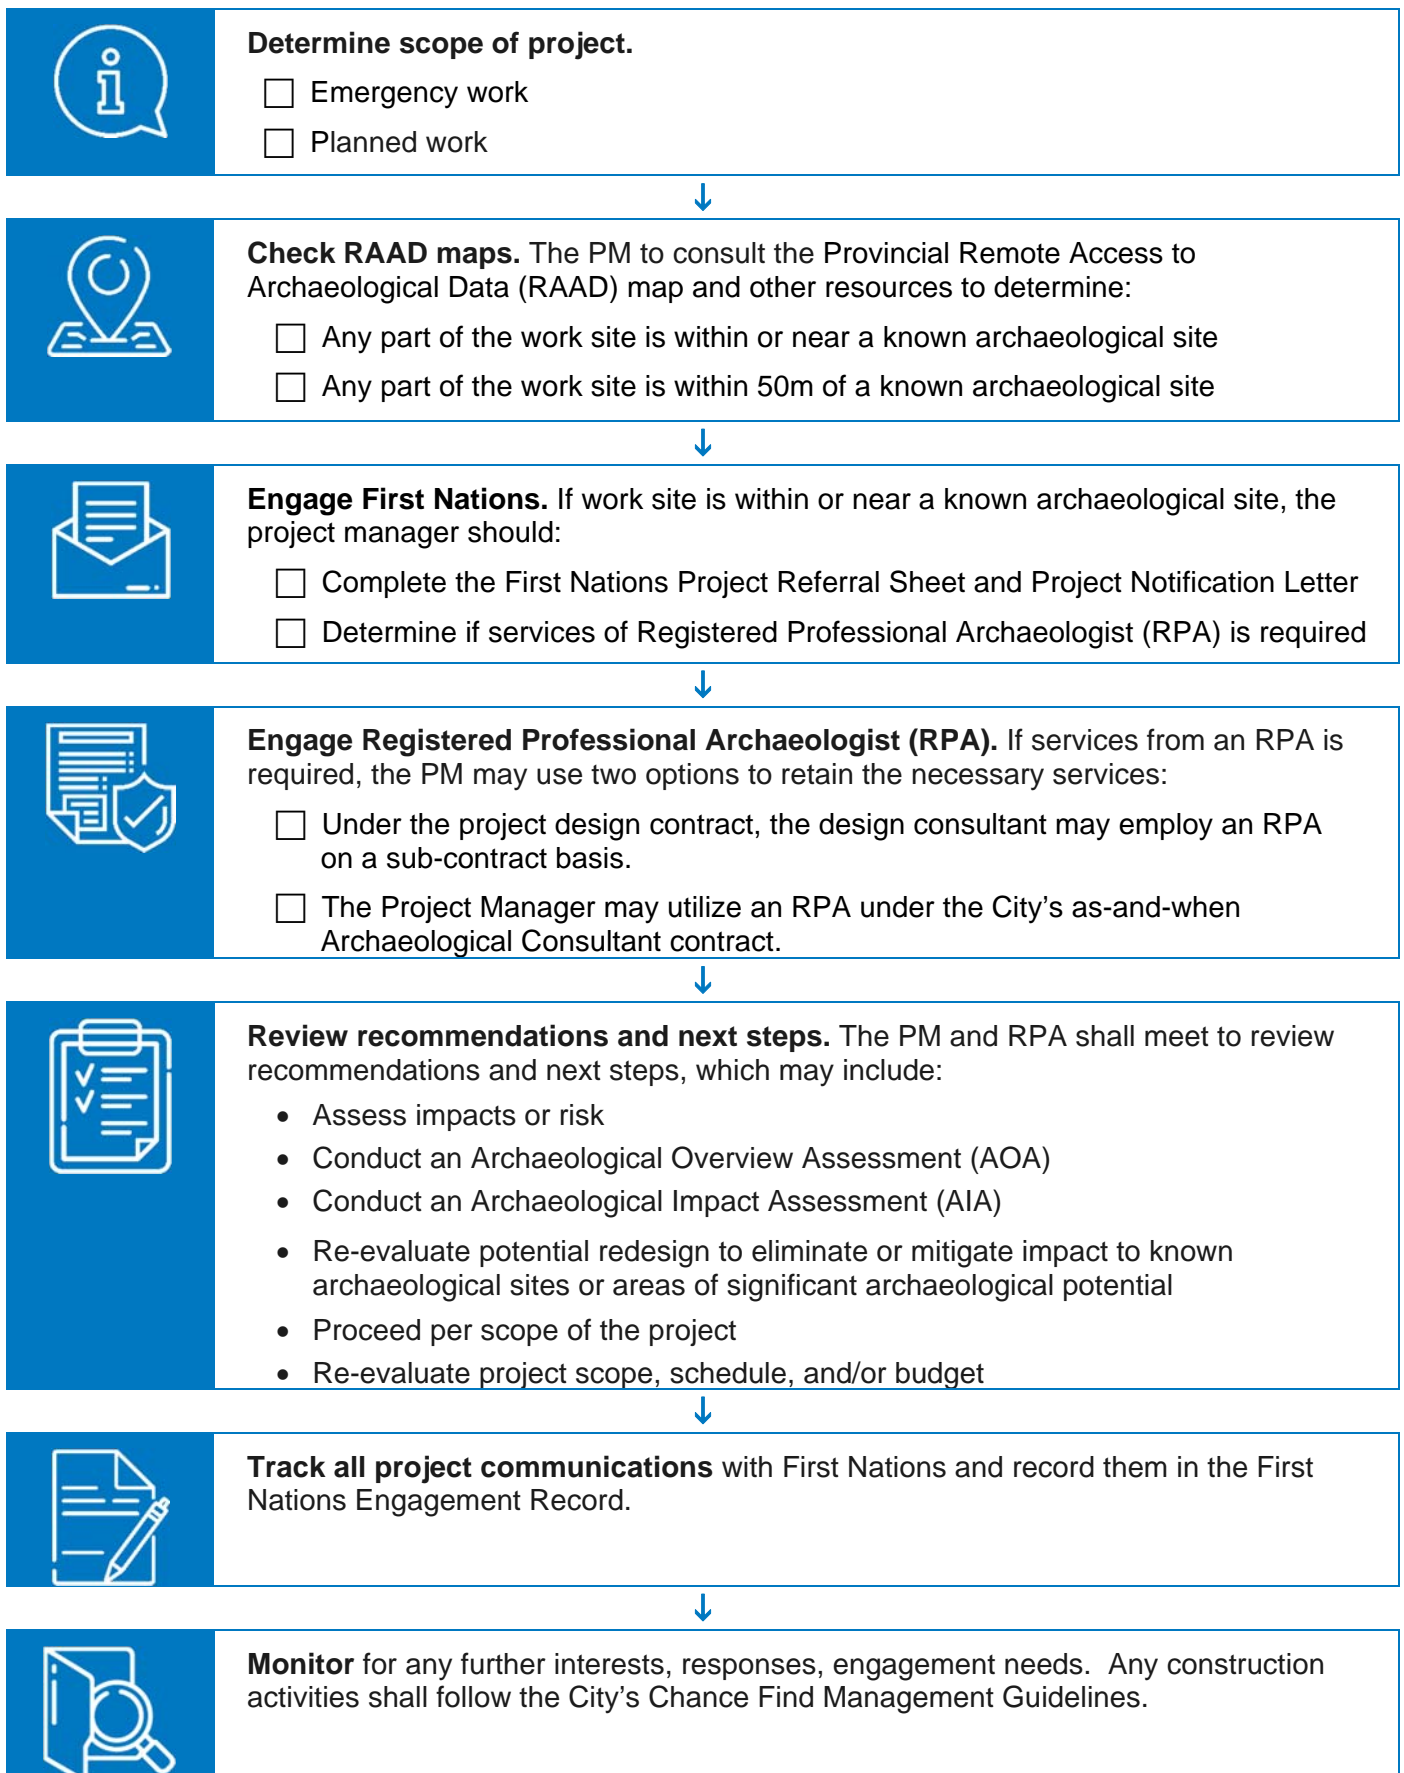 Determine scope of project.
Emergency work
Planned work
Check RAAD maps. The PM to consult the Provincial Remote Access to
Archaeological Data (RAAD) map and other resources to determine:
Any part of the work site is within or near a known archaeological site
Any part of the work site is within 50m of a known archaeological site
Engage First Nations. If work site is within or near a known archaeological site, the
project manager should:
Complete the First Nations Project Referral Sheet and Project Notification Letter
Determine if services of Registered Professional Archaeologist (RPA) is required
Engage Registered Professional Archaeologist (RPA). If services from an RPA is
required, the PM may use two options to retain the necessary services:
Under the project design contract, the design consultant may employ an RPA
on a sub-contract basis.
The Project Manager may utilize an RPA under the City's as-and-when
Archaeological Consultant contract.
Review recommendations and next steps. The PM and RPA shall meet to review
recommendations and next steps, which may include:
• Assess impacts or risk
• Conduct an Archaeological Overview Assessment (AOA)
• Conduct an Archaeological Impact Assessment (AIA)
• Re-evaluate potential redesign to eliminate or mitigate impact to known
archaeological sites or areas of significant archaeological potential
• Proceed per scope of the project
• Re-evaluate project scope, schedule, and/or budget
Track all project communications with First Nations and record them in the First
Nations Engagement Record.
Monitor for any further interests, responses, engagement needs.  Any construction
activities shall follow the City's Chance Find Management Guidelines.